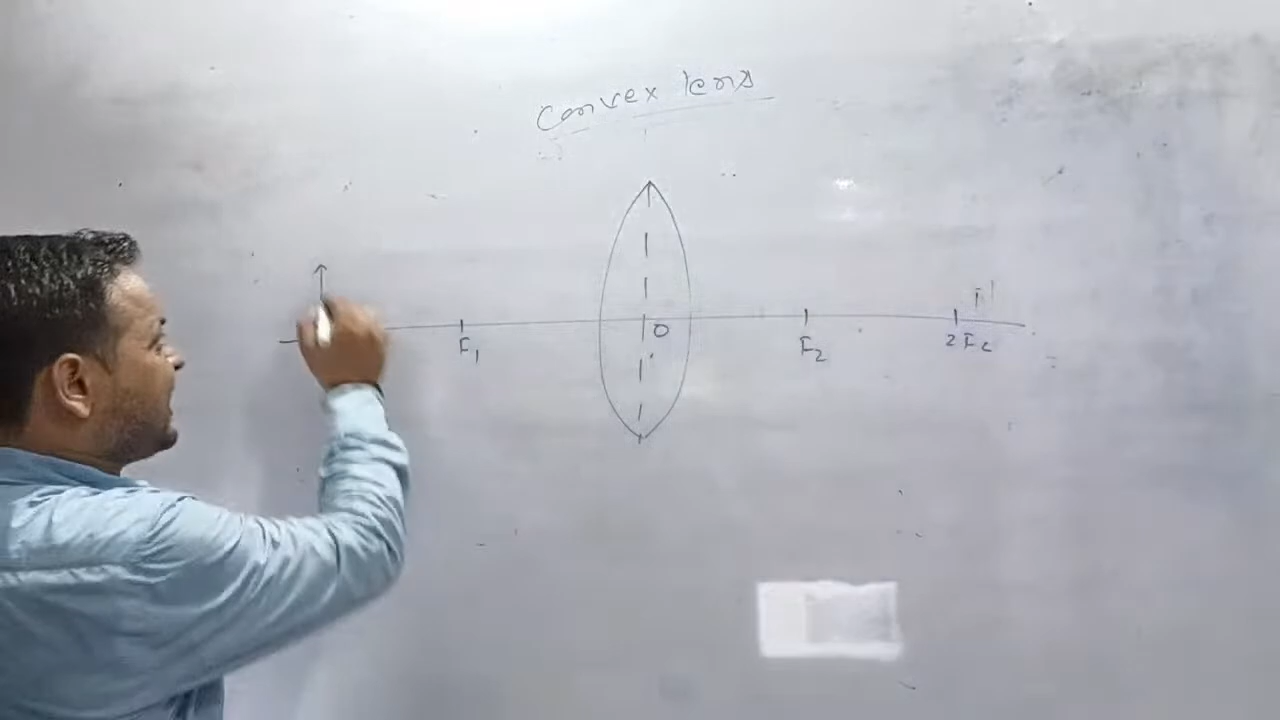 Convex lens
O
F₁
F₂
2F₂